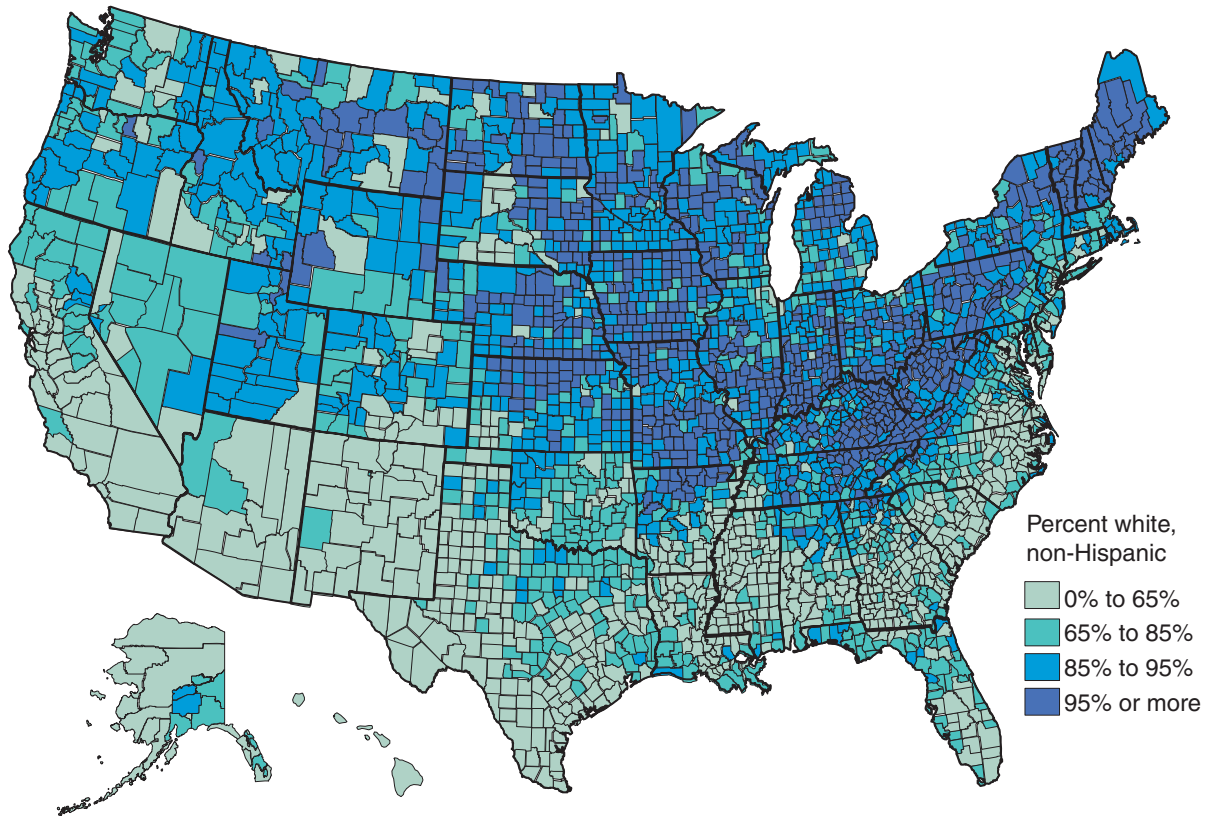 Percent white,
non-Hispanic
0% to 65%
65% to 85%
85% to 95%
95% or more